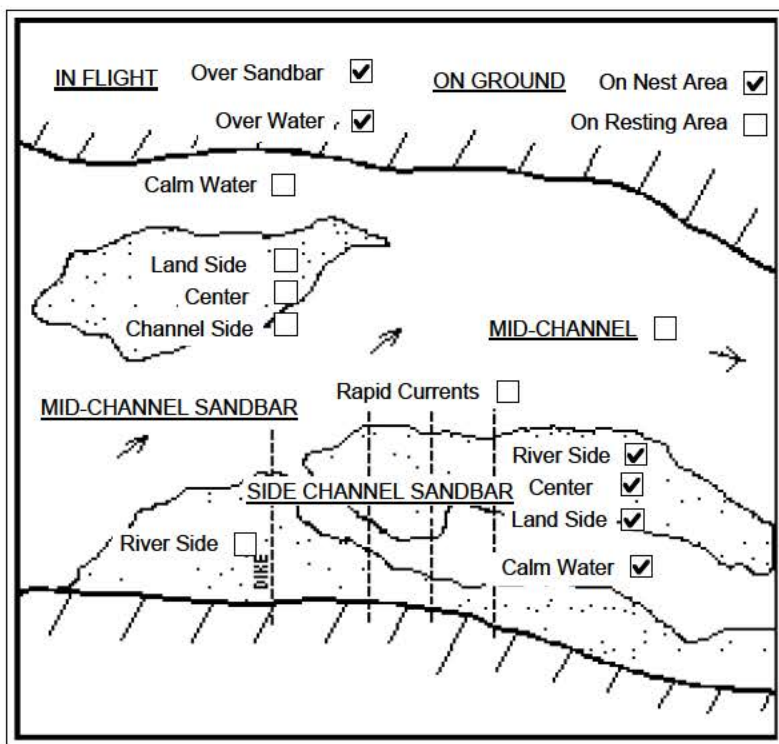 IN FLIGHT Over Sandbar ON GROUND On Nest Area
Over Water On Resting Area
Calm Water
Land Side
Center
Channel Side
MID-CHANNEL
Rapid Currents
MID-CHANNEL SANDBAR
River Side
SIDE CHANNEL SANDBAR Center
Land Side
River Side
DIKE
Calm Water